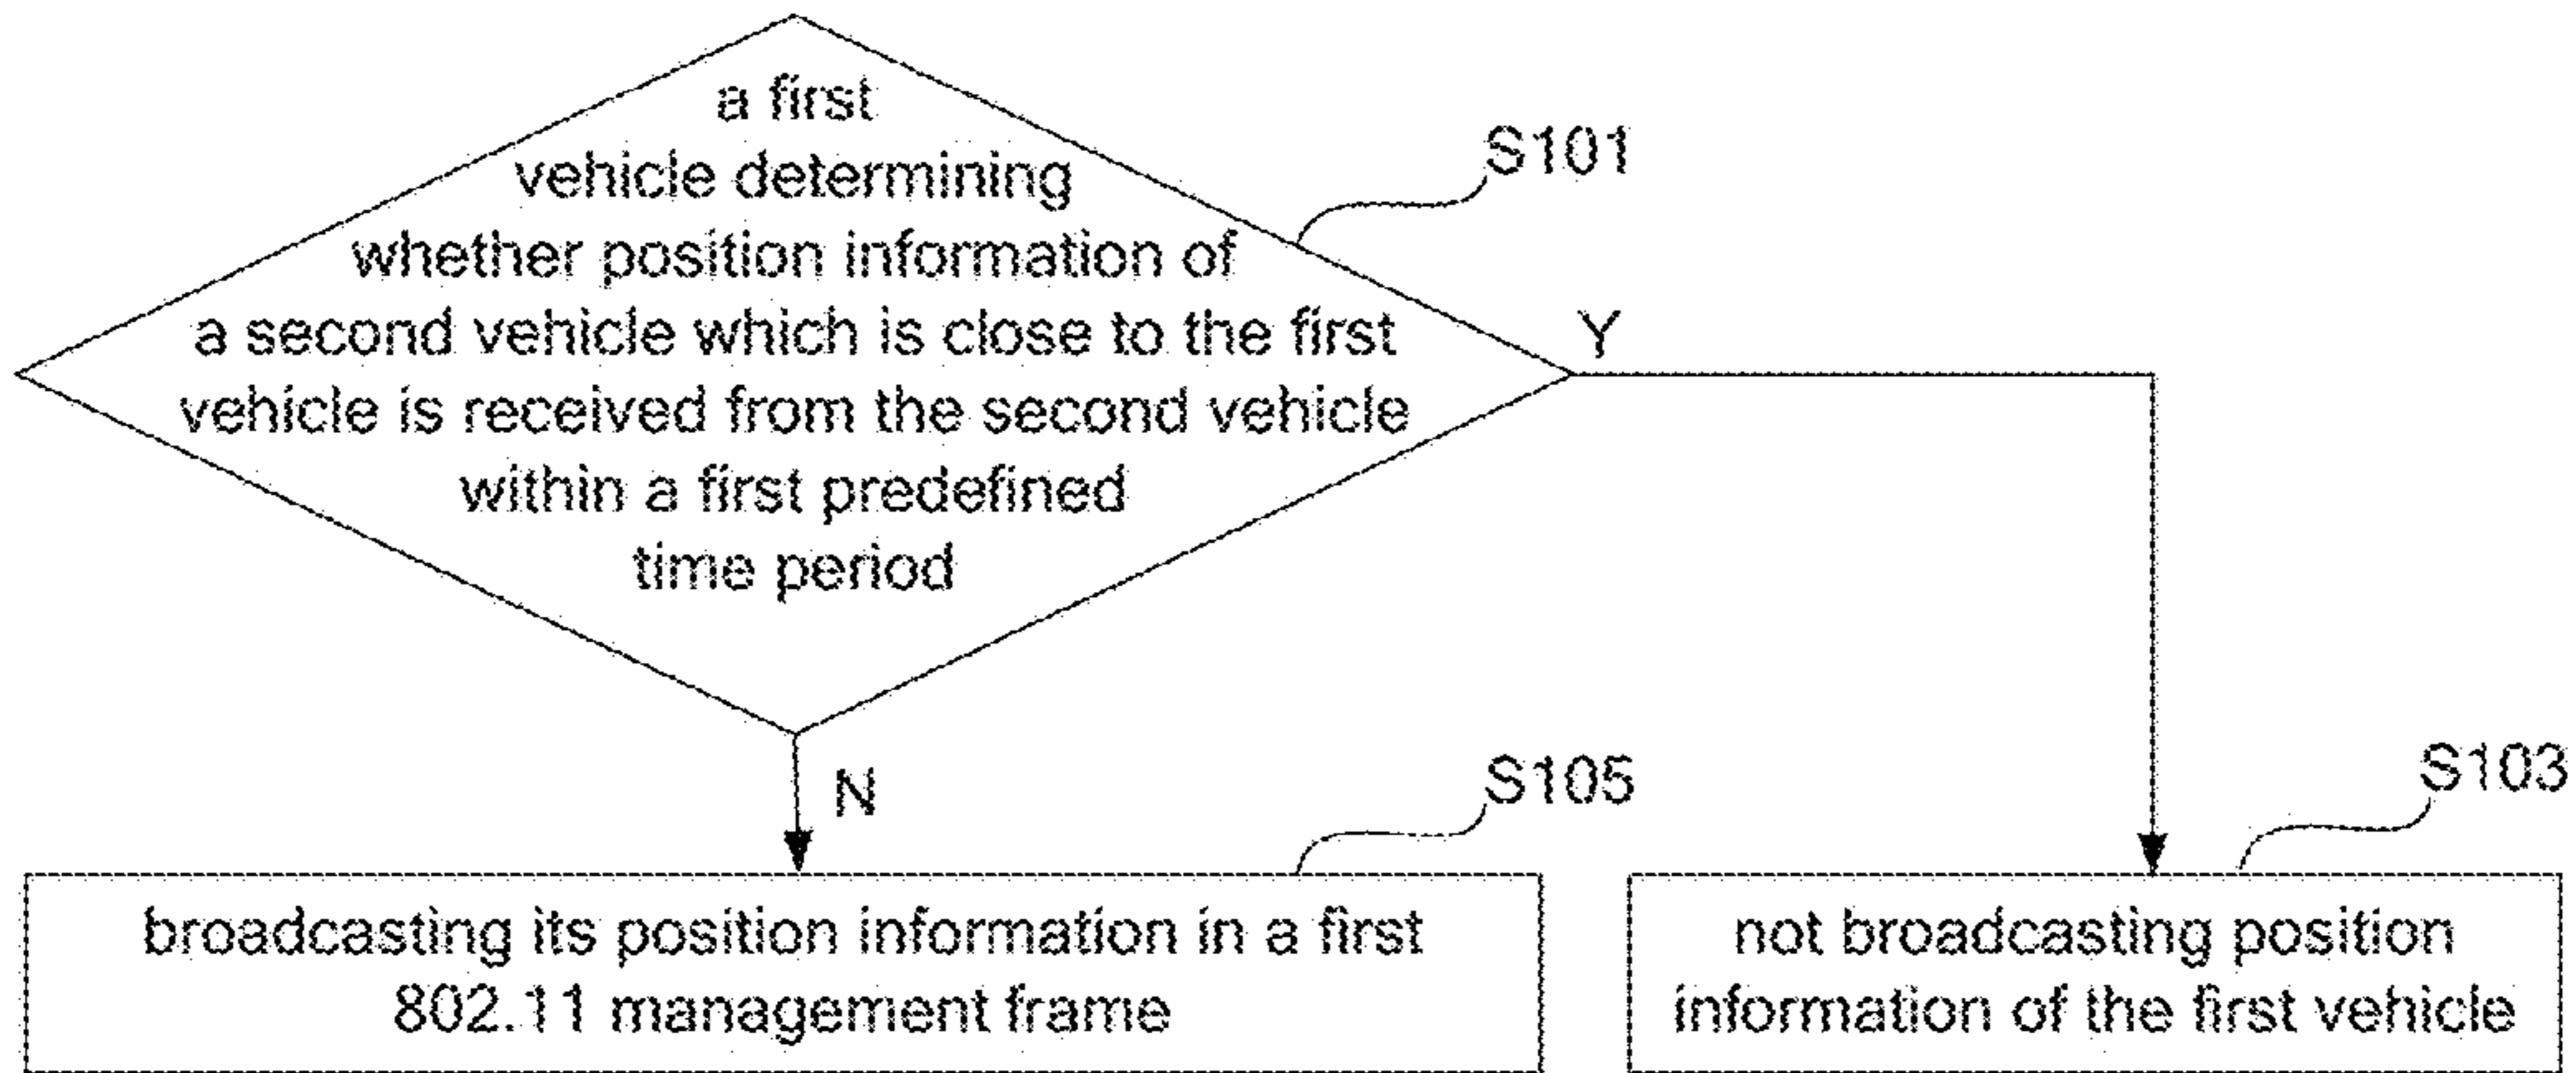 a first
vehicle determining
whether position information of
a second vehicle which is close to the first
vehicle is received from the second vehicle
within a first predefined
time period
S101
Y
N
S105
broadcasting its position information in a first
802.11 management frame
S103
not broadcasting position
information of the first vehicle